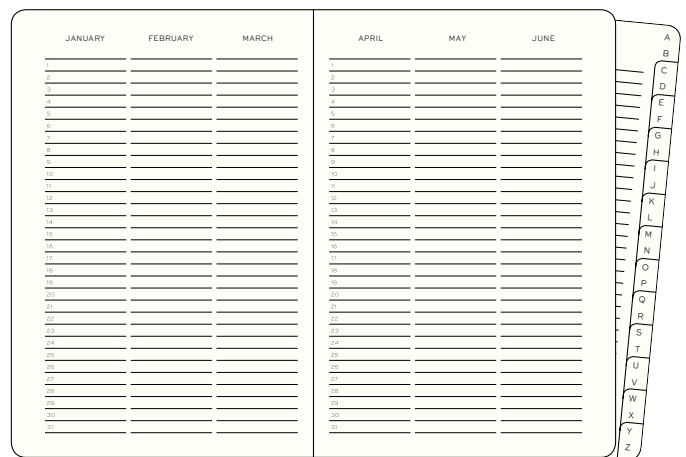 JANUARY FEBRUARY MARCH APRIL MAY JUNE
1 1
2 2
3 3
4 4
5 5
6 6
7 7
8 8
9 9
10 10
11 11
12 12
13 13
14 14
15 15
16 16
17 17
18 18
19 19
20 20
21 21
22 22
23 23
24 24
25 25
26 26
27 27
28 28
29 29
30 30
31 31
A
B
C
D
E
F
G
H
I
J
K
L
M
N
O
P
Q
R
S
T
U
V
W
X
Y
Z